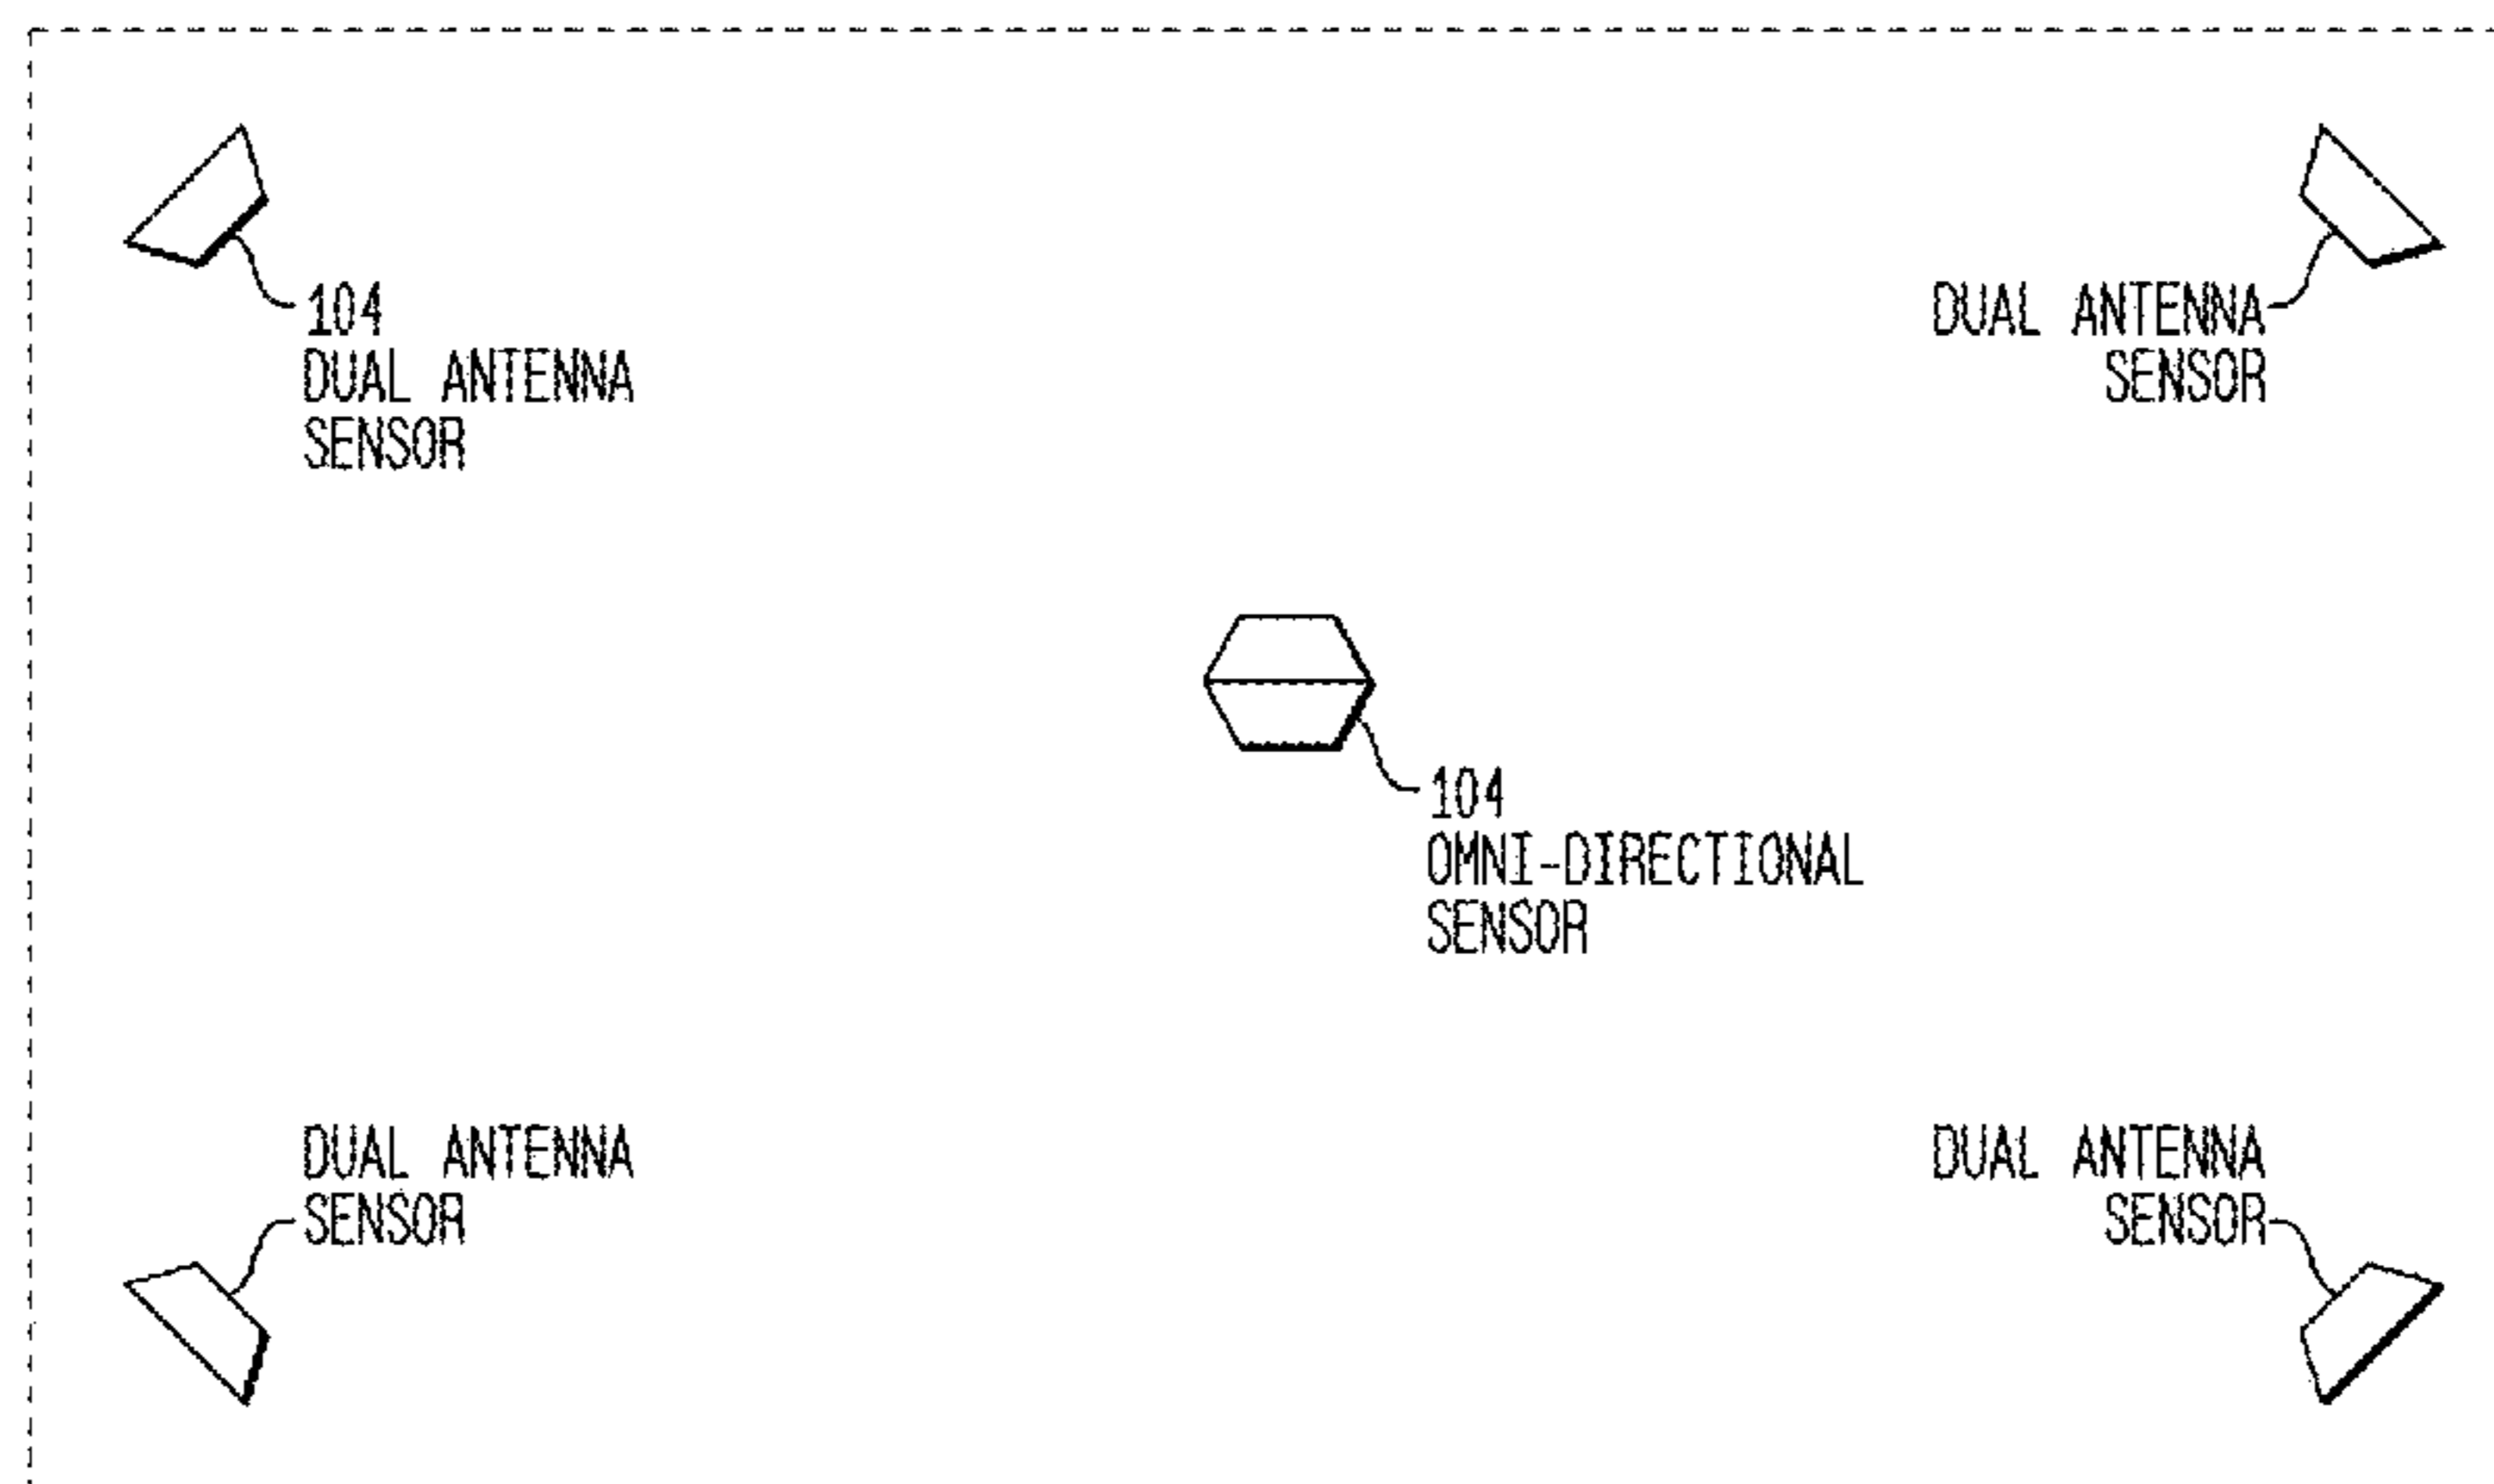 104
DUAL ANTENNA
SENSOR
DUAL ANTENNA
SENSOR
104
OMNI-DIRECTIONAL
SENSOR
DUAL ANTENNA
SENSOR
DUAL ANTENNA
SENSOR